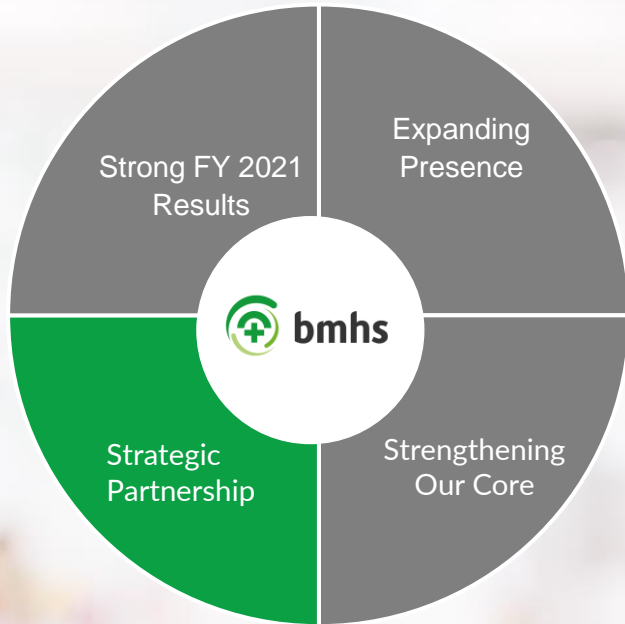 Strong FY 2021
Results
Expanding
Presence
bmhs
Strategic
Partnership
Strengthening
Our Core